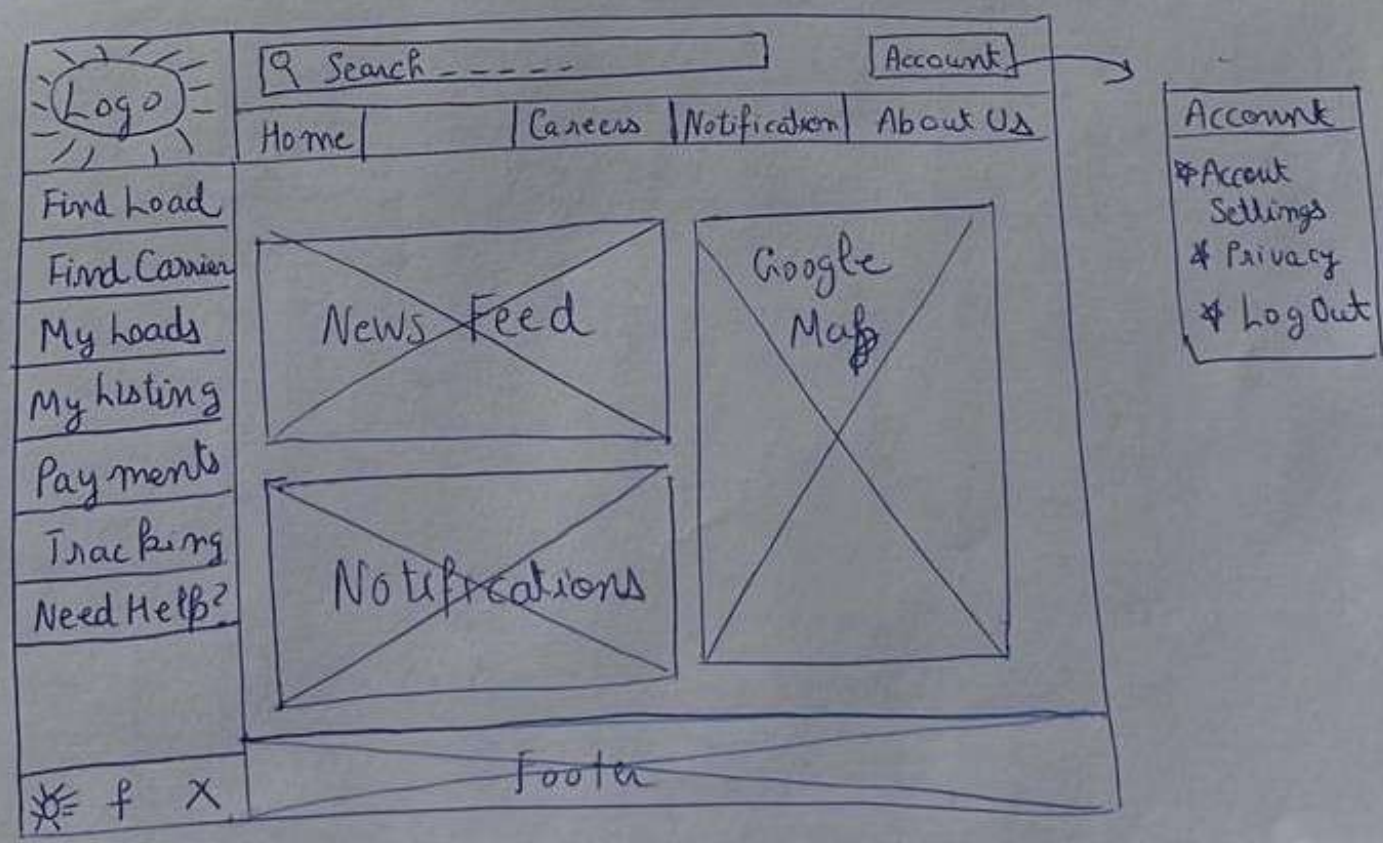 Logo
Search -----
Account
Home
Careers
Notification
About Us
Find Load
Find Carrier
My Loads
My Listing
Payments
Tracking
Need Help?
News Feed
Google
Map
Notifications
Footer
f X
Account
Accout
Settings
Privacy
Log Out